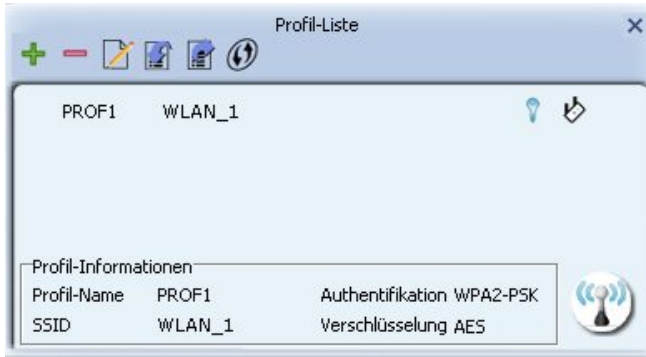 Profil-Liste
PROF1 WLAN_1
Profil-Informationen
Profil-Name PROF1 Authentifikation WPA2-PSK
SSID WLAN_1 Verschlüsselung AES